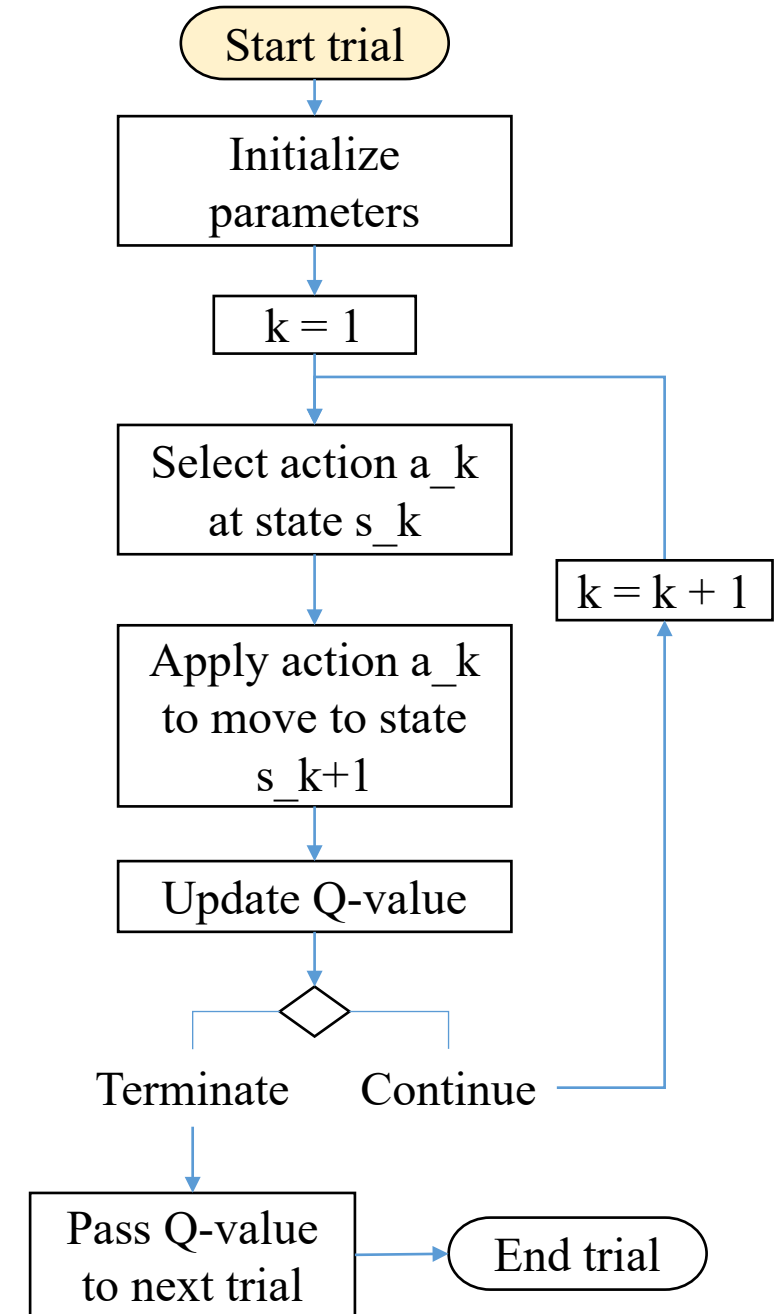 Start trial
Initialize
parameters
k = 1
Select action a_k
at state s_k
k = k + 1
Apply action a_k
to move to state
s_k+1
Update Q-value
Terminate
Continue
Pass Q-value
to next trial
End trial